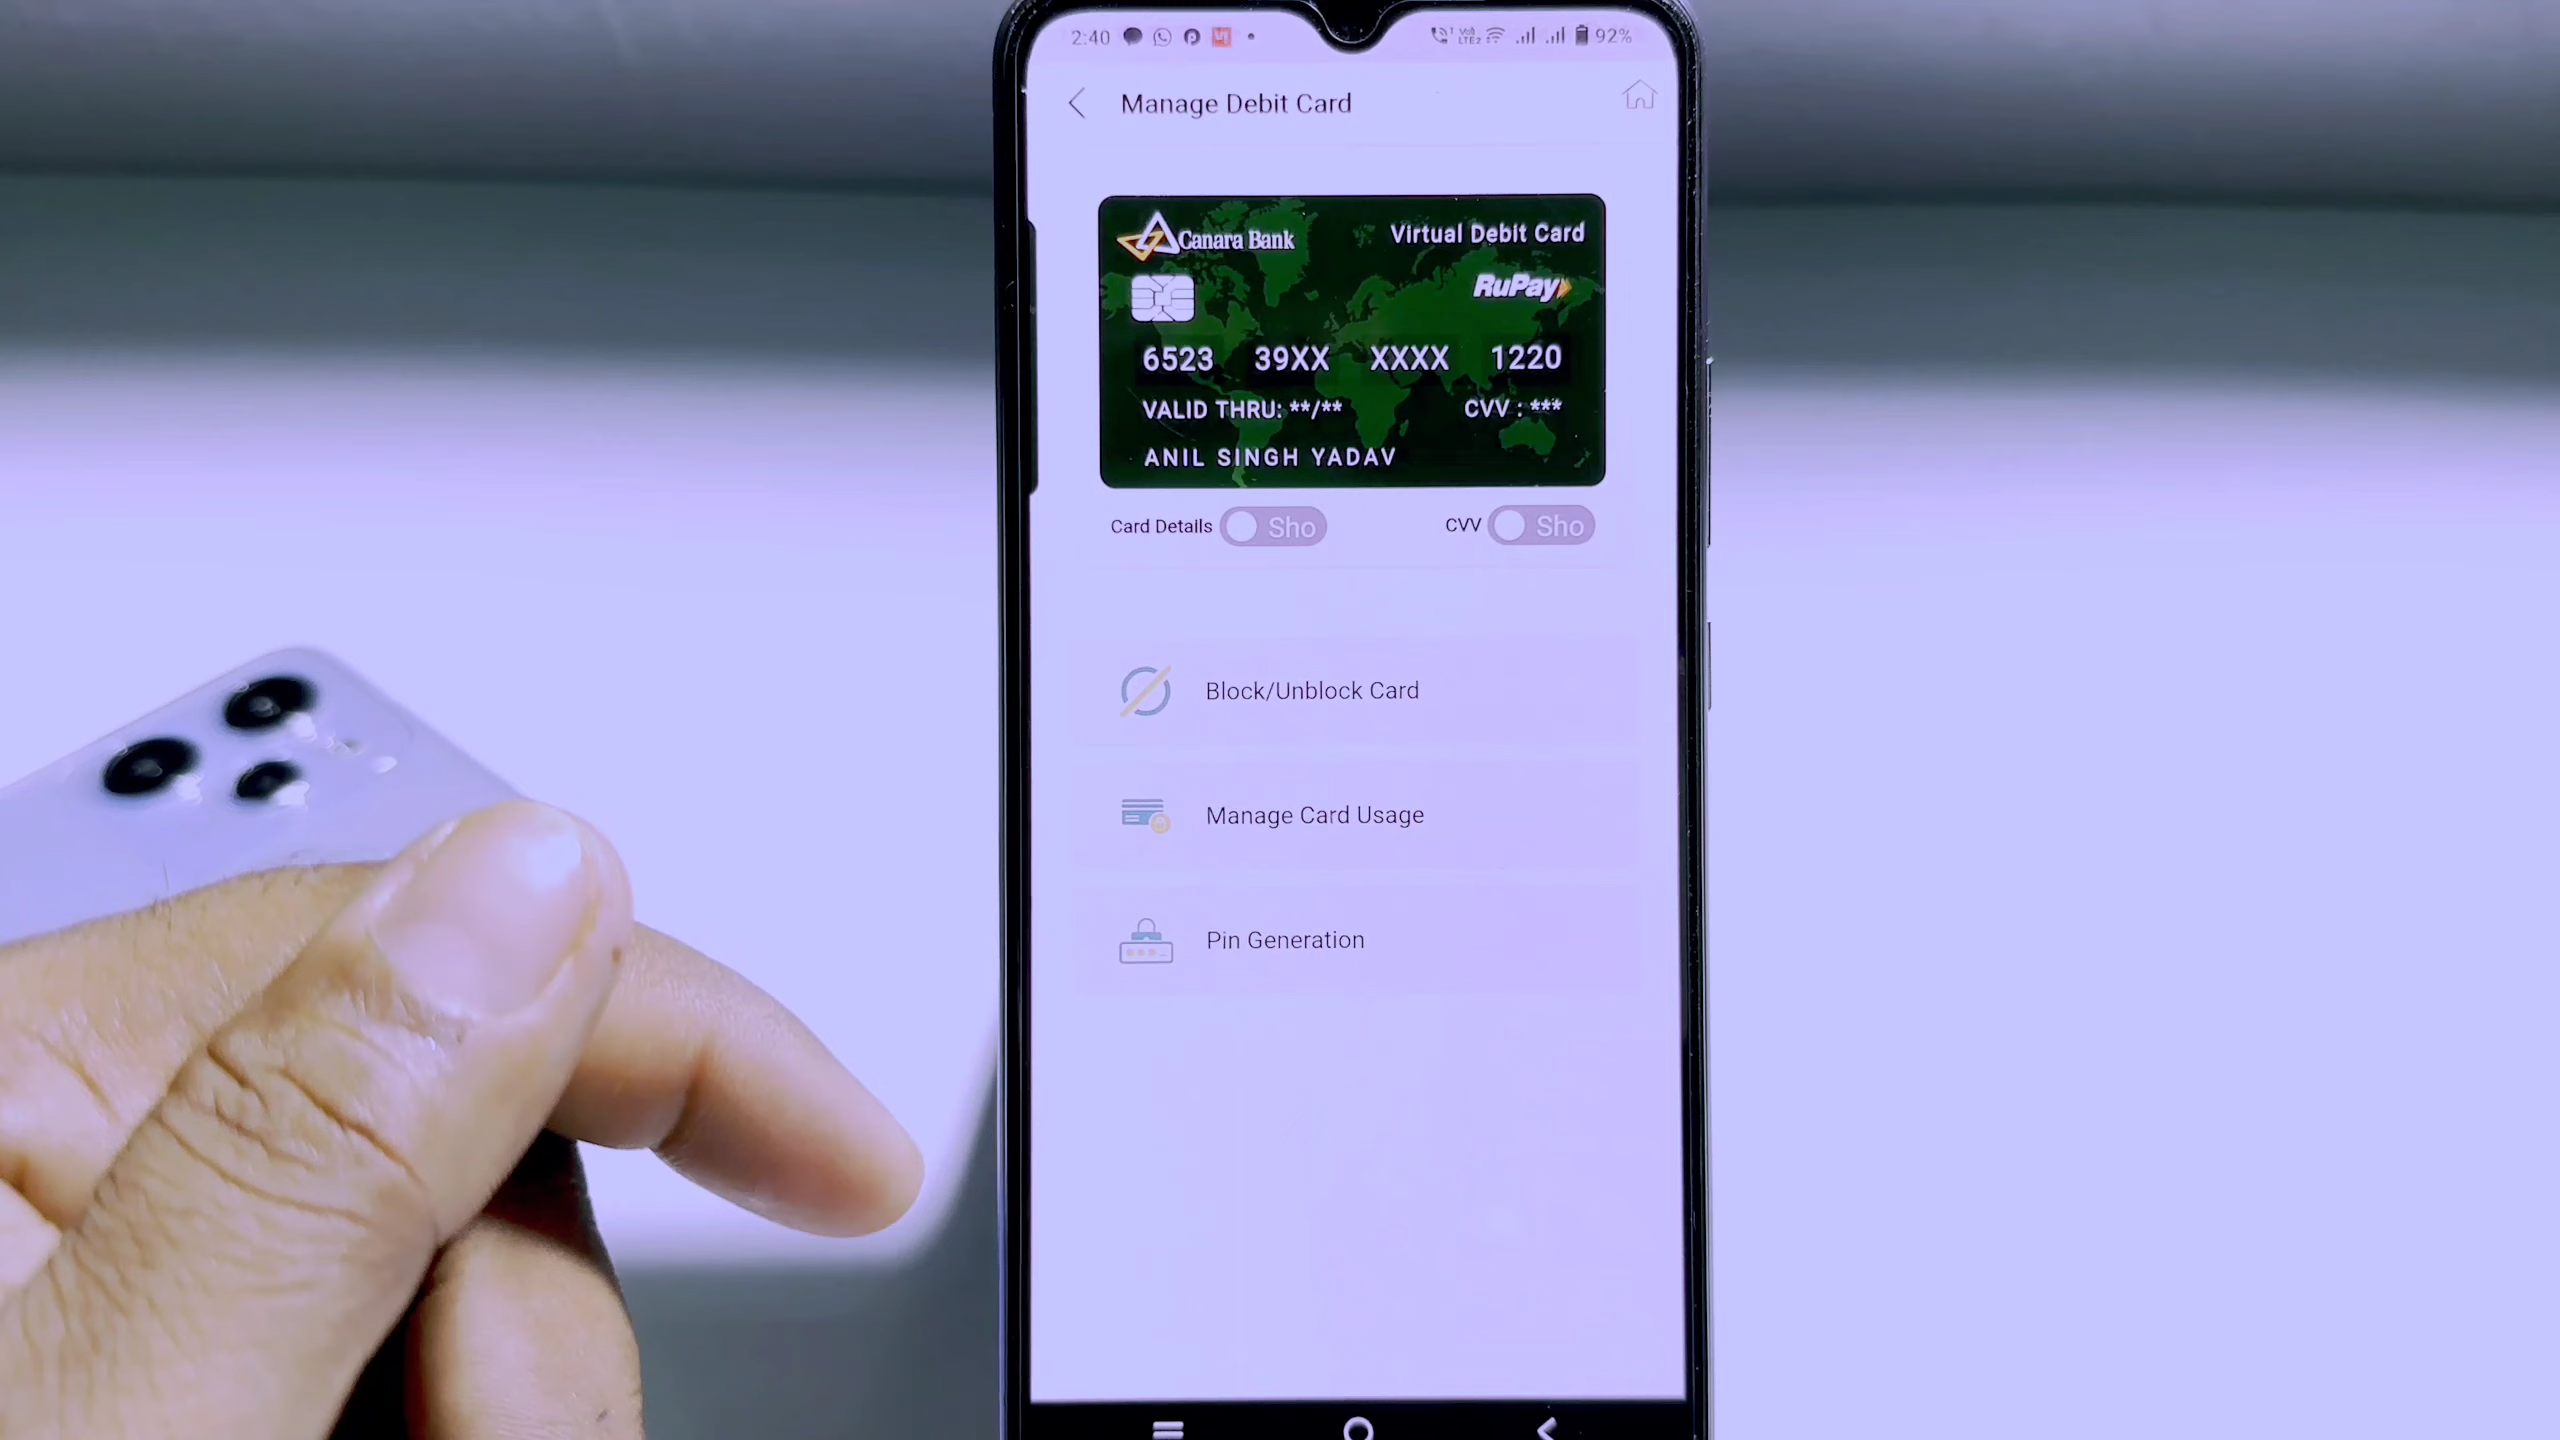 2:40 92%
Manage Debit Card
Canara Bank Virtual Debit Card
RuPay
6523 39XX XXXX 1220
VALID THRU: **/** CVV : ***
ANIL SINGH YADAV
Card Details Sho CVV Sho
Block/Unblock Card
Manage Card Usage
Pin Generation